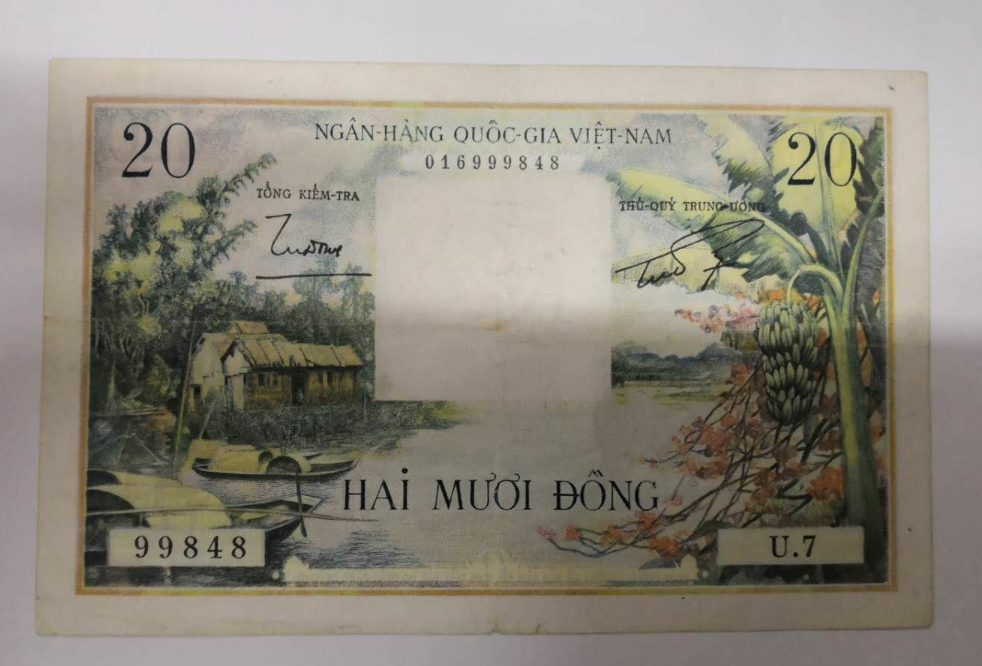 20
NGÂN-HÀNG QUỐC-GIA VIỆT-NAM
20
016999848
TỔNG KIỂM-TRA
THỦ-QUỸ TRUNG-ƯƠNG
HAI MƯƠI ĐỒNG
99848
U.7